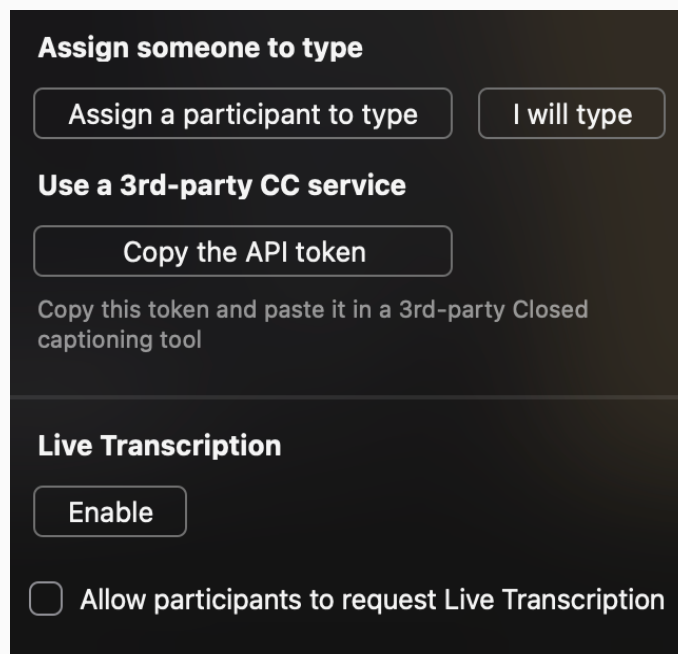 Assign someone to type
Assign a participant to type I will type
Use a 3rd-party CC service
Copy the API token
Copy this token and paste it in a 3rd-party Closed
captioning tool
Live Transcription
Enable
Allow participants to request Live Transcription